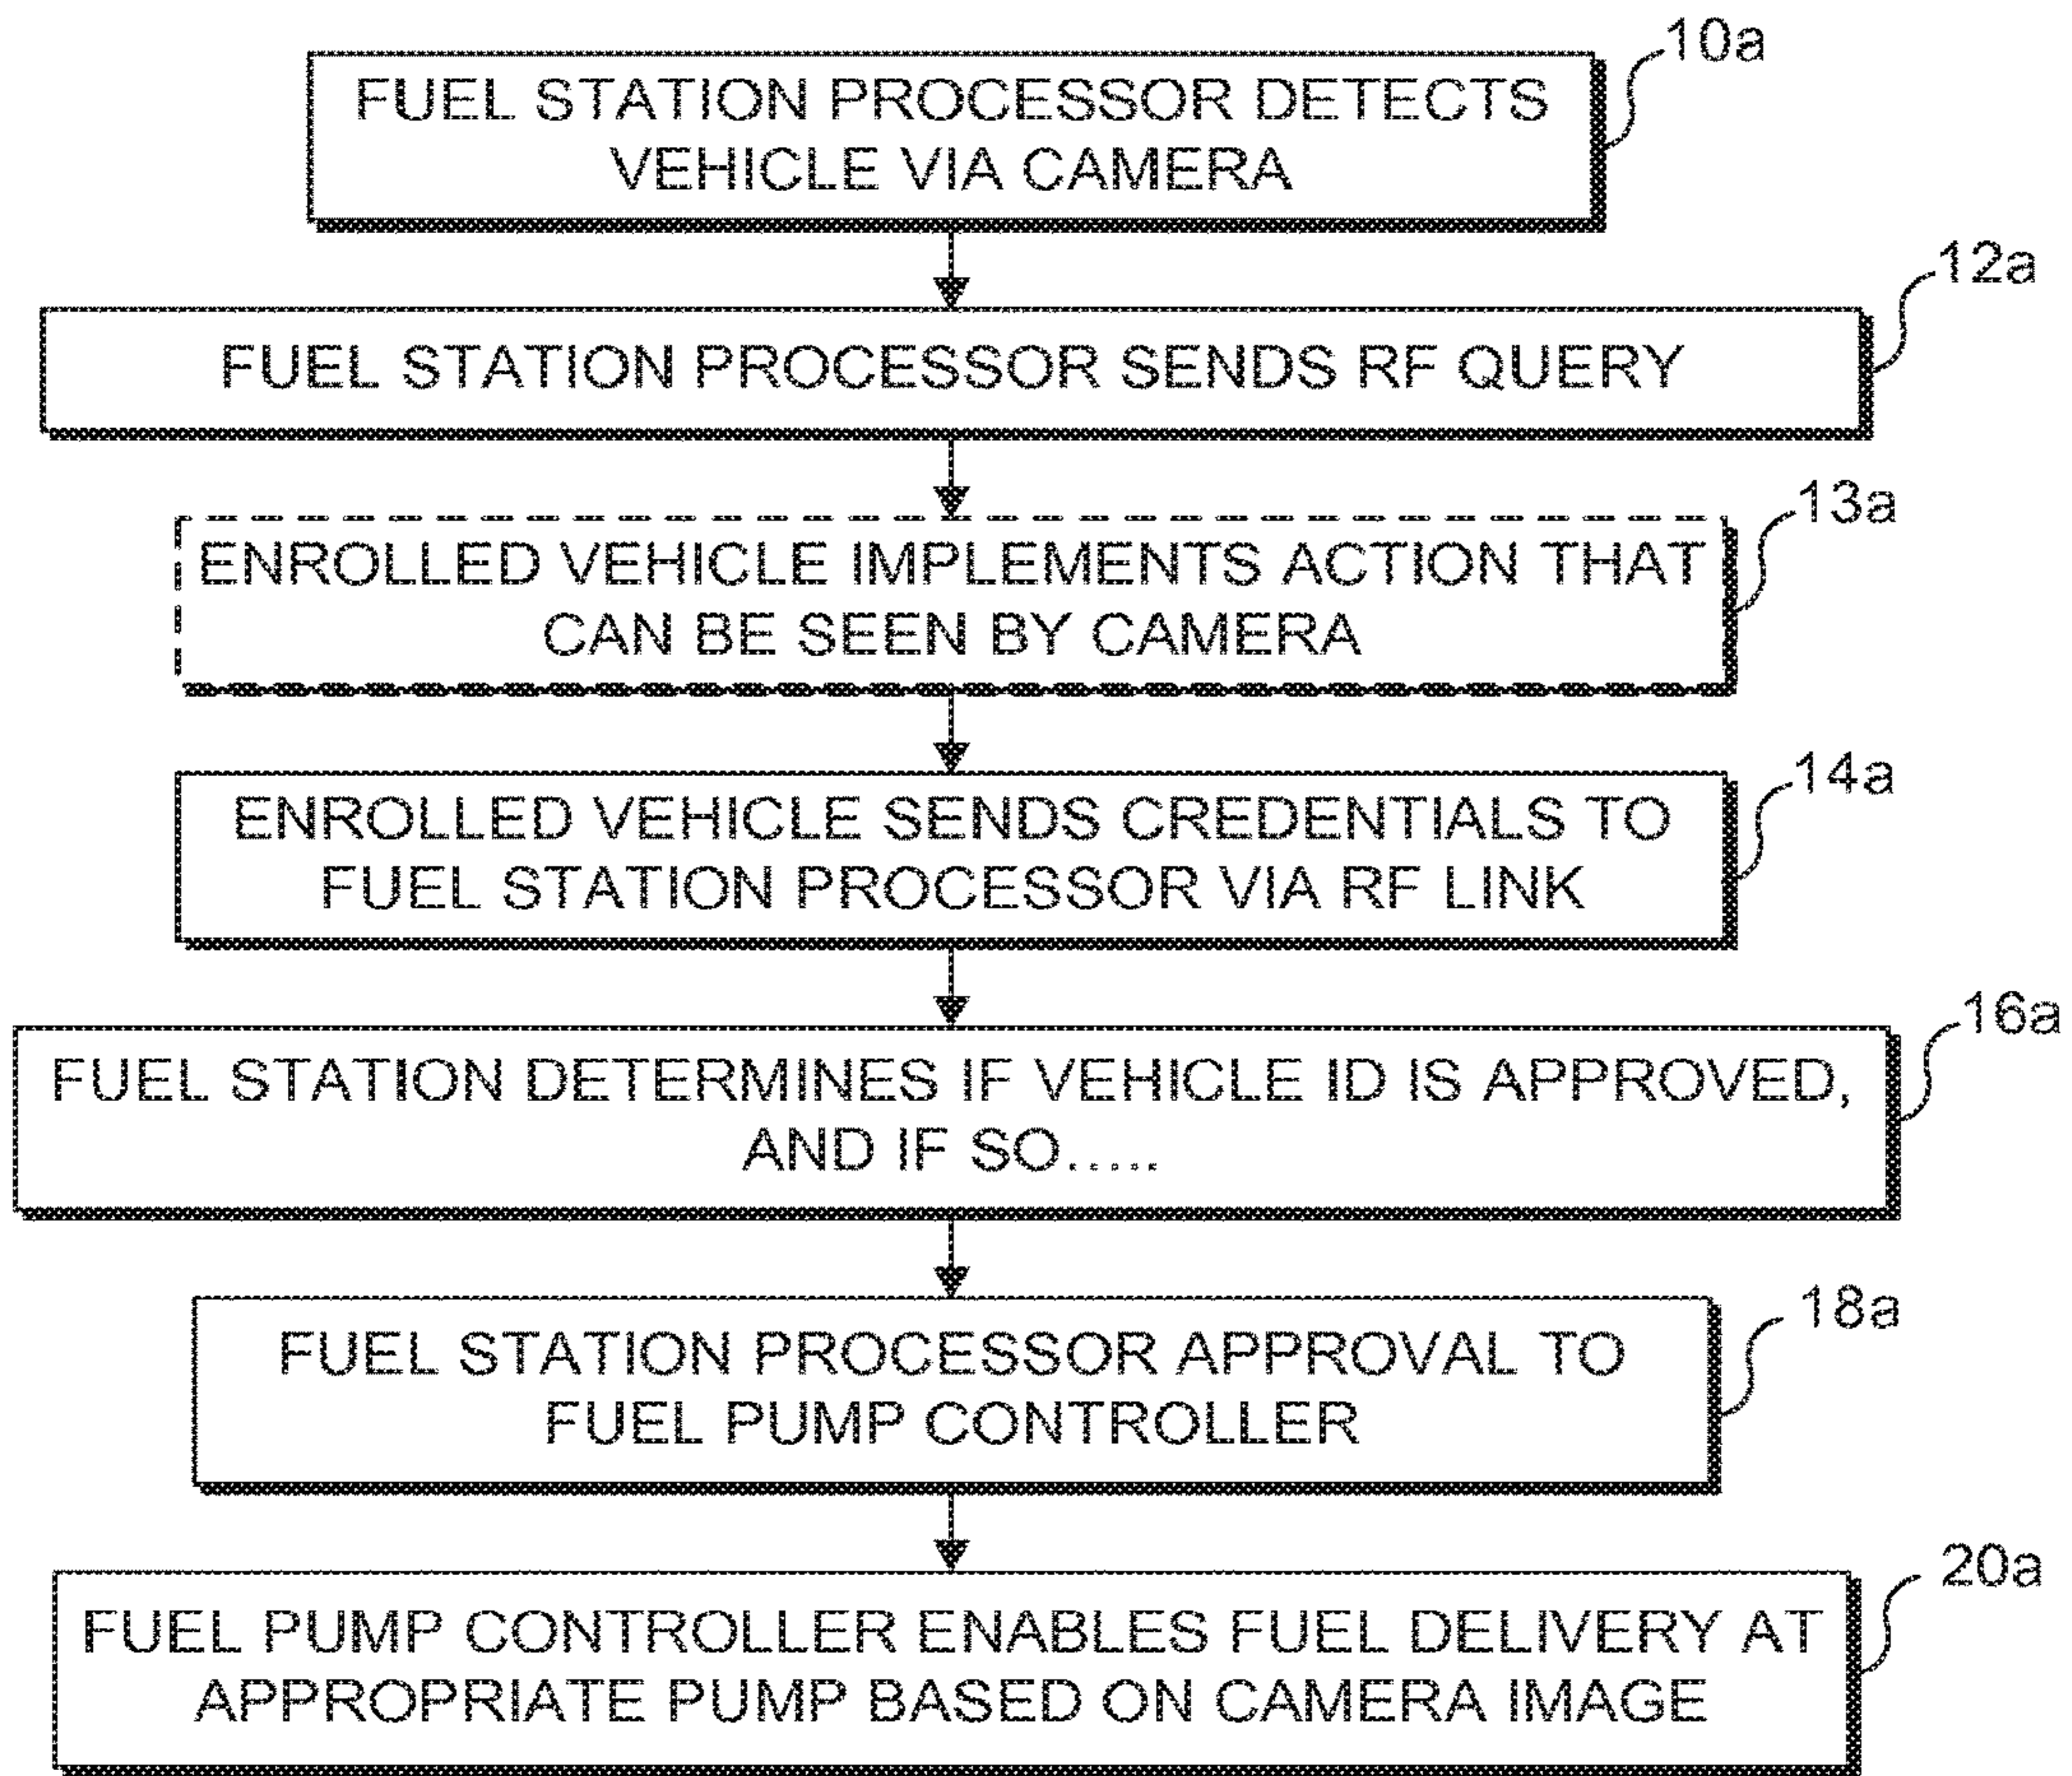 10a
FUEL STATION PROCESSOR DETECTS
VEHICLE VIA CAMERA
12a
FUEL STATION PROCESSOR SENDS RF QUERY
13a
ENROLLED VEHICLE IMPLEMENTS ACTION THAT
CAN BE SEEN BY CAMERA
14a
ENROLLED VEHICLE SENDS CREDENTIALS TO
FUEL STATION PROCESSOR VIA RF LINK
16a
FUEL STATION DETERMINES IF VEHICLE ID IS APPROVED,
AND IF SO.....
18a
FUEL STATION PROCESSOR APPROVAL TO
FUEL PUMP CONTROLLER
20a
FUEL PUMP CONTROLLER ENABLES FUEL DELIVERY AT
APPROPRIATE PUMP BASED ON CAMERA IMAGE